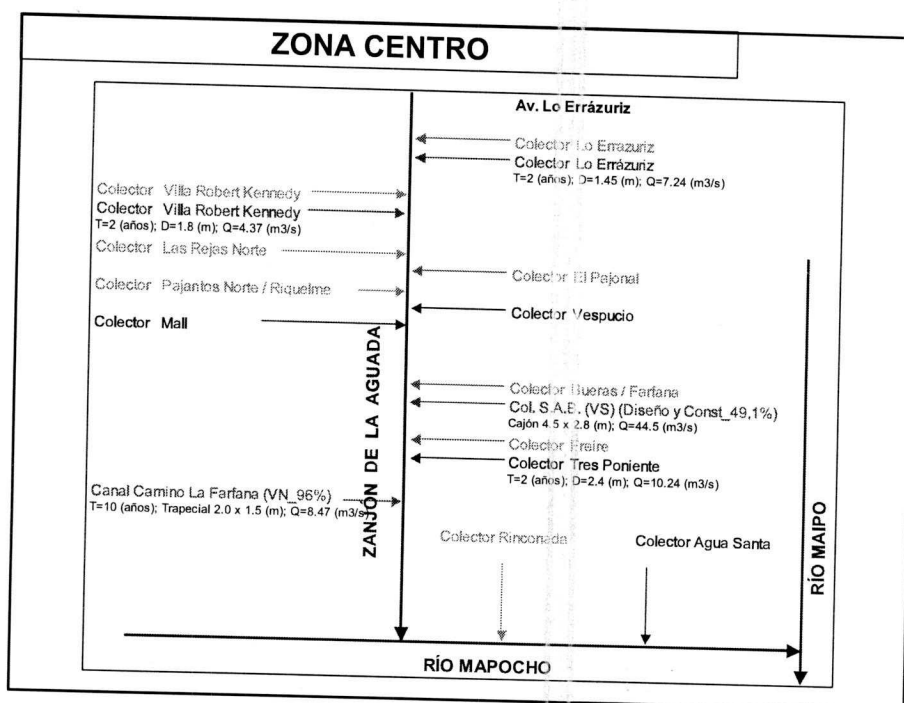 ZONA CENTRO
Av. Lo Errázuriz
Colector Lo Errazuriz
Colector Lo Errázuriz
T=2 (años); D=1.45 (m); Q=7.24 (m3/s)
Colector Villa Robert Kennedy
Colector Villa Robert Kennedy
T=2 (años); D=1.8 (m); Q=4.37 (m3/s)
Colector Las Rejas Norte
Colector El Pajonal
Colector Pajaritos Norte / Riquelme
Colector Vespucio
Colector Mall
ZANJON DE LA AGUADA
Colector Bueras / Farfana
Col. S.A.B. (VS) (Diseño y Const_49,1%)
Cajón 4.5 x 2.8 (m); Q=44.5 (m3/s)
Colector Freire
Colector Tres Poniente
T=2 (años); D=2.4 (m); Q=10.24 (m3/s)
Canal Camino La Farfana (VN_96%)
T=10 (años); Trapecial 2.0 x 1.5 (m); Q=8.47 (m3/s)
Colector Rinconada
Colector Agua Santa
RÍO MAIPO
RÍO MAPOCHO